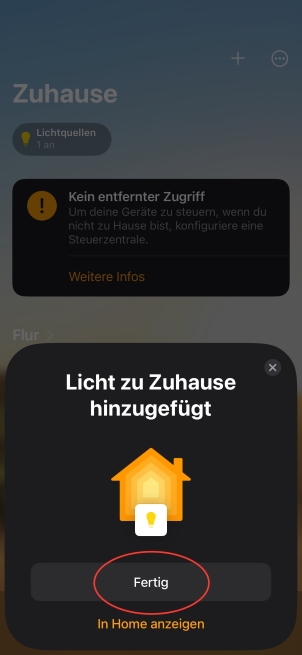 Zuhause
Lichtquellen
1 an
Kein entfernter Zugriff
Um deine Geräte zu steuern, wenn du
nicht zu Hause bist, konfiguriere eine
Steuerzentrale.
Weitere Infos
Flur
Licht zu Zuhause
hinzugefügt
Fertig
In Home anzeigen